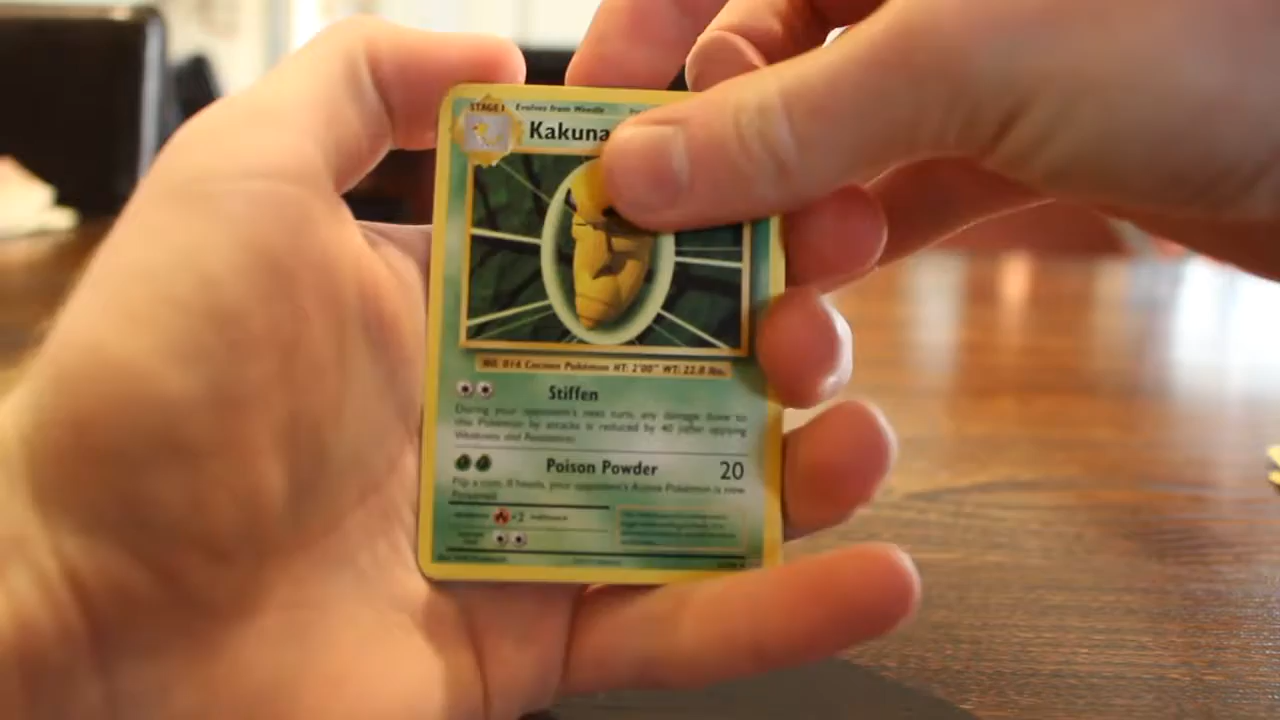 STAGE 1 Evolves from Weedle
Kakuna
NO. 014 Cocoon Pokémon HT: 2'00" WT: 22.0 lbs.
Stiffen
During your opponent's next turn, any damage done to
this Pokémon by attacks is reduced by 40 (after applying
Weakness and Resistance).
Poison Powder 20
Flip a coin. If heads, your opponent's Active Pokémon is now
Poisoned.
×2